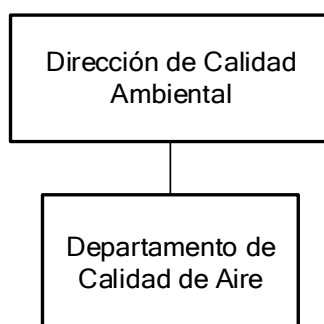 Dirección de Calidad
Ambiental
Departamento de
Calidad de Aire